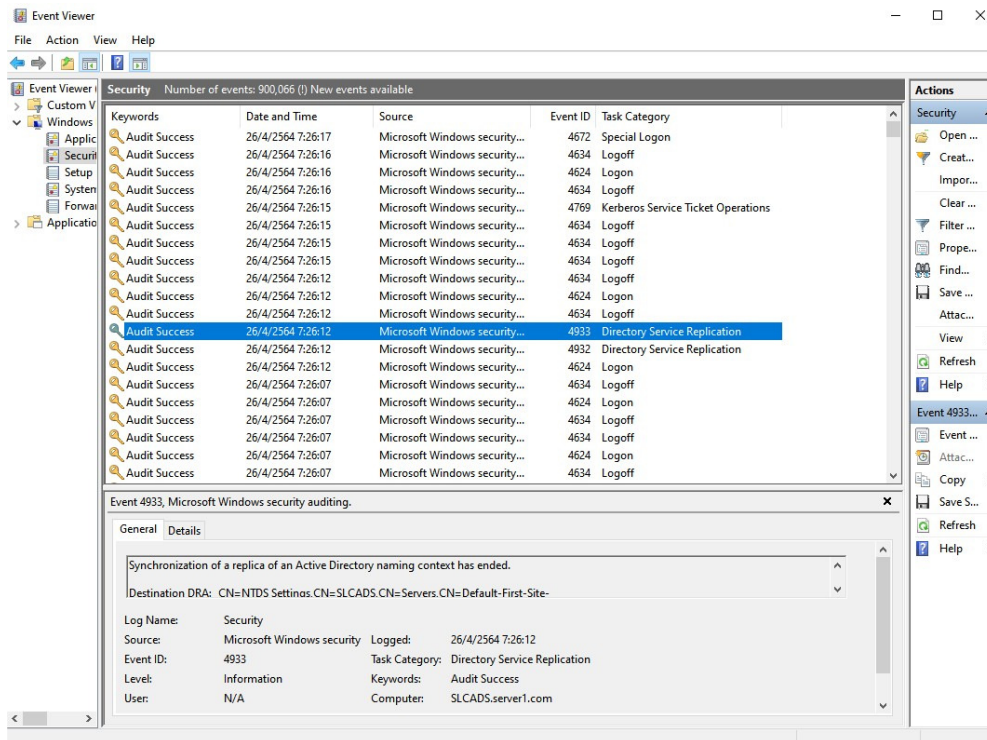 Event Viewer
File Action View Help
Event Viewer (
Custom V
Windows
Applic
Securit
Setup
System
Forwar
Applicatio
Security Number of events: 900,066 (!) New events available
Keywords Date and Time Source Event ID Task Category
Audit Success 26/4/2564 7:26:17 Microsoft Windows security... 4672 Special Logon
Audit Success 26/4/2564 7:26:16 Microsoft Windows security... 4634 Logoff
Audit Success 26/4/2564 7:26:16 Microsoft Windows security... 4624 Logon
Audit Success 26/4/2564 7:26:16 Microsoft Windows security... 4634 Logoff
Audit Success 26/4/2564 7:26:15 Microsoft Windows security... 4769 Kerberos Service Ticket Operations
Audit Success 26/4/2564 7:26:15 Microsoft Windows security... 4634 Logoff
Audit Success 26/4/2564 7:26:15 Microsoft Windows security... 4634 Logoff
Audit Success 26/4/2564 7:26:15 Microsoft Windows security... 4634 Logoff
Audit Success 26/4/2564 7:26:12 Microsoft Windows security... 4634 Logoff
Audit Success 26/4/2564 7:26:12 Microsoft Windows security... 4624 Logon
Audit Success 26/4/2564 7:26:12 Microsoft Windows security... 4634 Logoff
Audit Success 26/4/2564 7:26:12 Microsoft Windows security... 4933 Directory Service Replication
Audit Success 26/4/2564 7:26:12 Microsoft Windows security... 4932 Directory Service Replication
Audit Success 26/4/2564 7:26:12 Microsoft Windows security... 4624 Logon
Audit Success 26/4/2564 7:26:07 Microsoft Windows security... 4634 Logoff
Audit Success 26/4/2564 7:26:07 Microsoft Windows security... 4624 Logon
Audit Success 26/4/2564 7:26:07 Microsoft Windows security... 4634 Logoff
Audit Success 26/4/2564 7:26:07 Microsoft Windows security... 4634 Logoff
Audit Success 26/4/2564 7:26:07 Microsoft Windows security... 4624 Logon
Audit Success 26/4/2564 7:26:07 Microsoft Windows security... 4634 Logoff
Event 4933, Microsoft Windows security auditing.
General Details
Synchronization of a replica of an Active Directory naming context has ended.
Destination DRA: CN=NTDS Settings,CN=SLCADS,CN=Servers,CN=Default-First-Site-
Log Name: Security
Source: Microsoft Windows security Logged: 26/4/2564 7:26:12
Event ID: 4933 Task Category: Directory Service Replication
Level: Information Keywords: Audit Success
User: N/A Computer: SLCADS.server1.com
Actions
Security
Open ...
Creat...
Impor...
Clear ...
Filter ...
Prope...
Find...
Save ...
Attac...
View
Refresh
Help
Event 4933...
Event ...
Attac...
Copy
Save S...
Refresh
Help